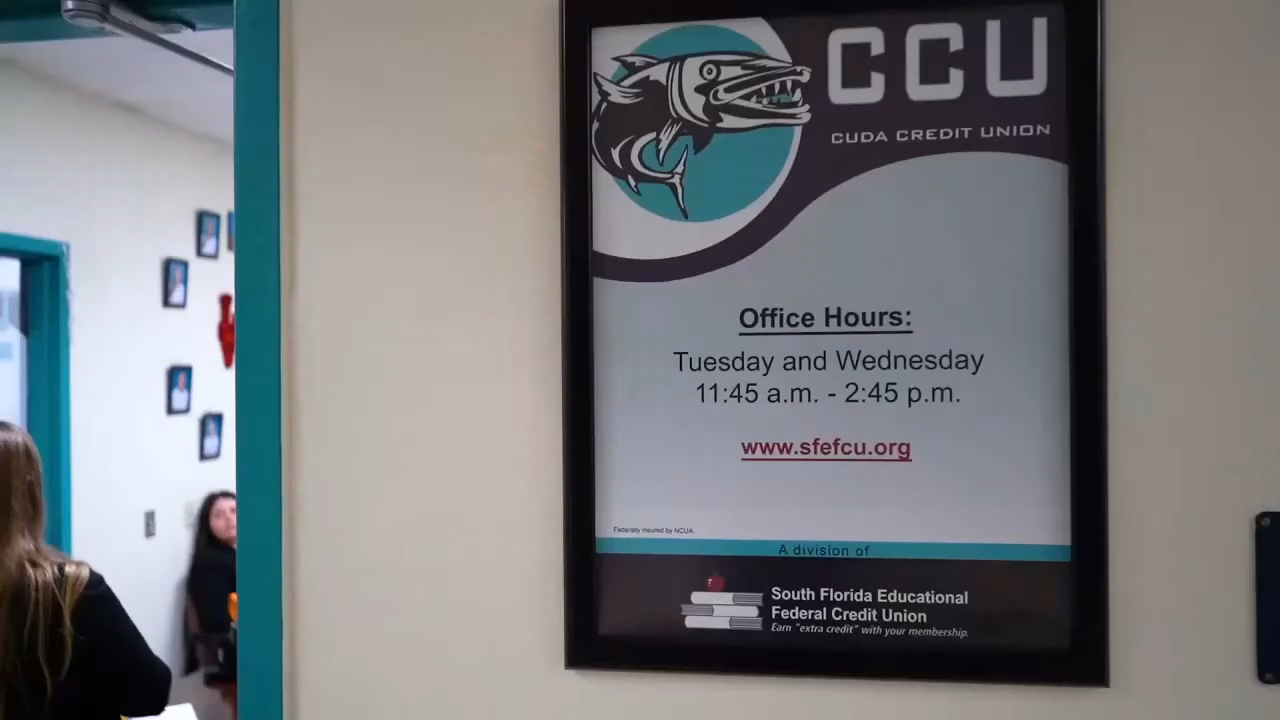 CCU
CUDA CREDIT UNION
Office Hours:
Tuesday and Wednesday
11:45 a.m. - 2:45 p.m.
www.sfefcu.org
Federally Insured by NCUA.
A division of
South Florida Educational
Federal Credit Union
Earn "extra credit" with your membership.